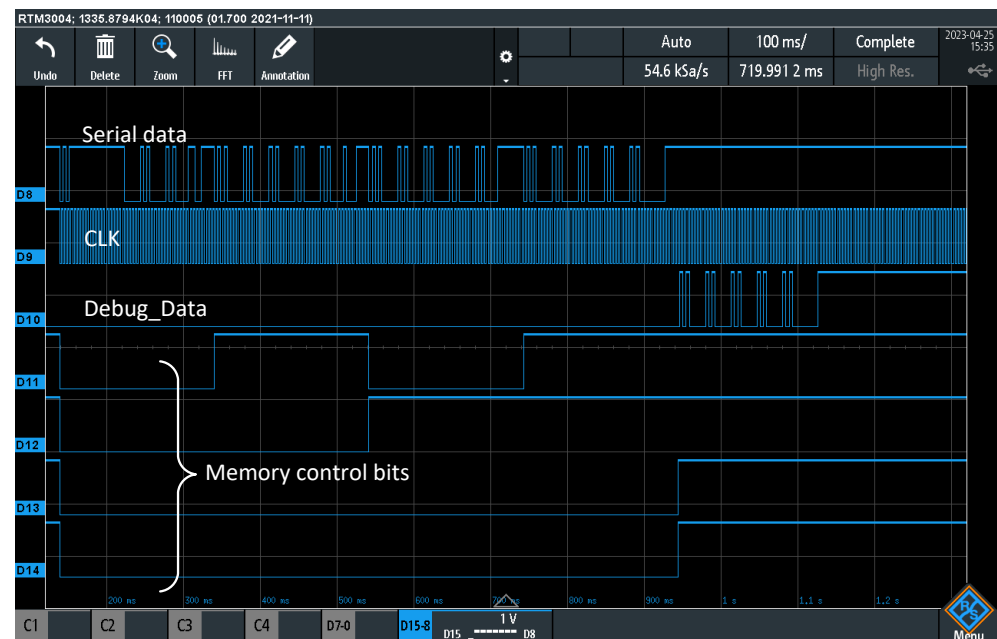 RTM3004; 1335.8794K04; 110005 (01.700 2021-11-11)
Undo Delete Zoom FFT Annotation
Auto 100 ms/ Complete
54.6 kSa/s 719.991 2 ms High Res.
2023-04-25
15:35
Serial data
D8
CLK
D9
Debug_Data
D10
D11
D12
Memory control bits
D13
D14
200 ms 300 ms 400 ms 500 ms 600 ms 700 ms 800 ms 900 ms 1 s 1.1 s 1.2 s
C1 C2 C3 C4 D7-0 D15-8 1 V
D15 D8
R&S
Menu